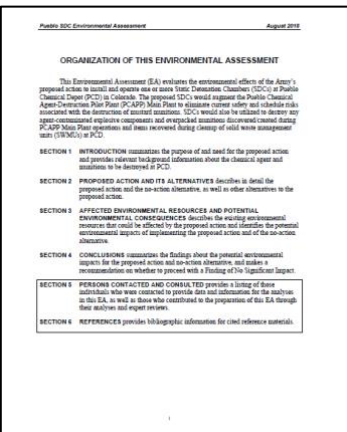 Pueblo SDC Environmental Assessment August 2018
ORGANIZATION OF THIS ENVIRONMENTAL ASSESSMENT
This Environmental Assessment (EA) evaluates the environmental effects of the Army's
proposed action to install and operate one or more Static Detonation Chambers (SDCs) at Pueblo
Chemical Depot (PCD) in Colorado. The proposed SDCs would augment the Pueblo Chemical
Agent-Destruction Pilot Plant (PCAPP) Main Plant to eliminate current safety and schedule risks
associated with the destruction of mustard munitions. SDCs would also be utilized to destroy any
agent-contaminated explosive components and overpacked munitions discovered/created during
PCAPP Main Plant operations and items recovered during cleanup of solid waste management
units (SWMUs) at PCD.
SECTION 1 INTRODUCTION summarizes the purpose of and need for the proposed action
and provides relevant background information about the chemical agent and
munitions to be destroyed at PCD.
SECTION 2 PROPOSED ACTION AND ITS ALTERNATIVES describes in detail the
proposed action and the no-action alternative, as well as other alternatives to the
proposed action.
SECTION 3 AFFECTED ENVIRONMENTAL RESOURCES AND POTENTIAL
ENVIRONMENTAL CONSEQUENCES describes the existing environmental
resources that could be affected by the proposed action and identifies the potential
environmental impacts of implementing the proposed action and of the no-action
alternative.
SECTION 4 CONCLUSIONS summarizes the findings about the potential environmental
impacts for the proposed action and no-action alternative, and makes a
recommendation on whether to proceed with a Finding of No Significant Impact.
SECTION 5 PERSONS CONTACTED AND CONSULTED provides a listing of those
individuals who were contacted to provide data and information for the analyses
in this EA, as well as those who contributed to the preparation of this EA through
their analyses and expert reviews.
SECTION 6 REFERENCES provides bibliographic information for cited reference materials.